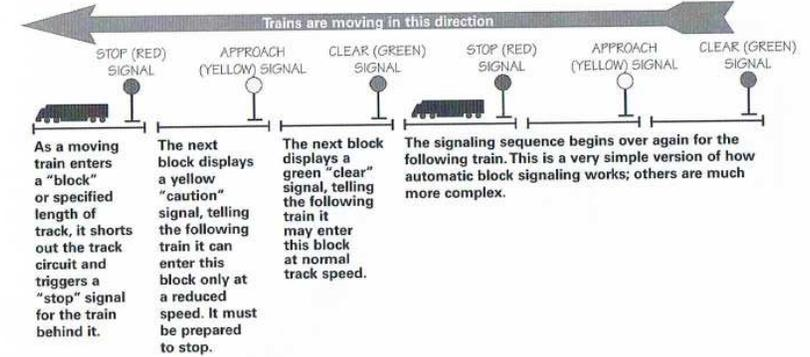 Trains are moving in this direction
STOP (RED)
SIGNAL
APPROACH
(YELLOW) SIGNAL
CLEAR (GREEN)
SIGNAL
STOP (RED)
SIGNAL
APPROACH
(YELLOW) SIGNAL
CLEAR (GREEN)
SIGNAL
As a moving
train enters
a "block"
or specified
length of
track, it shorts
out the track
circuit and
triggers a
"stop" signal
for the train
behind it.
The next
block displays
a yellow
"caution"
signal, telling
the following
train it can
enter this
block only at
a reduced
speed. It must
be prepared
to stop.
The next block
displays a
green "clear"
signal, telling
the following
train it
may enter
this block
at normal
track speed.
The signaling sequence begins over again for the
following train. This is a very simple version of how
automatic block signaling works; others are much
more complex.